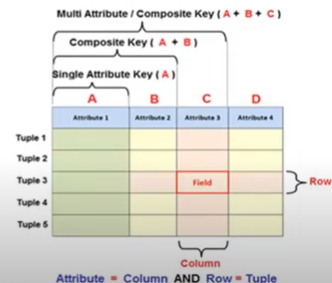 Multi Attribute / Composite Key ( A + B + C )
Composite Key ( A + B )
Single Attribute Key ( A )
A B C D
Attribute 1 Attribute 2 Attribute 3 Attribute 4
Tuple 1
Tuple 2
Tuple 3 Field Row
Tuple 4
Tuple 5
Column
Attribute = Column AND Row = Tuple